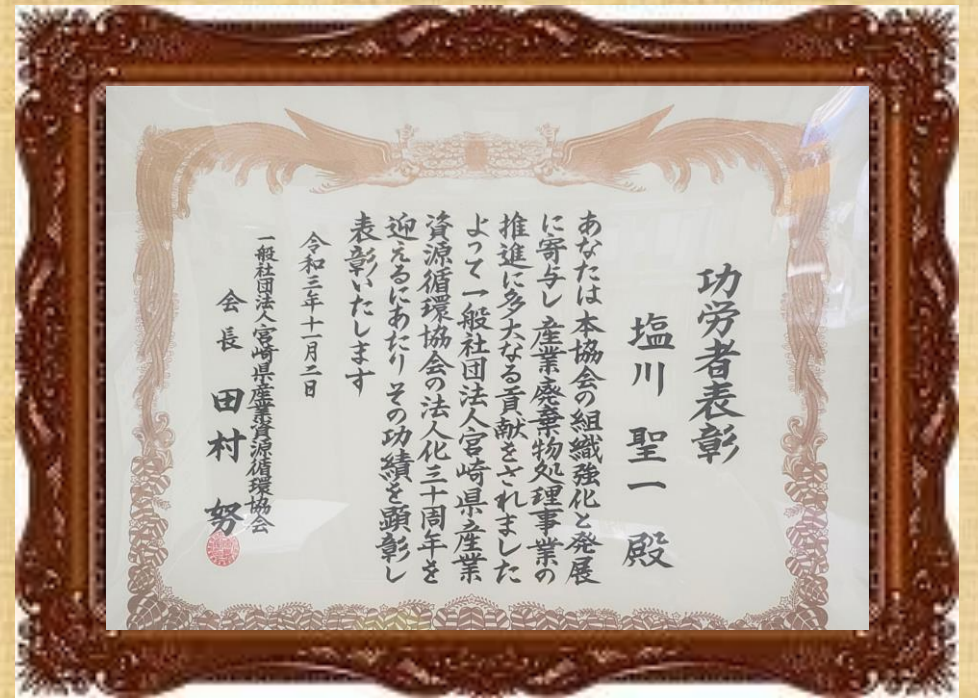 功労者表彰
塩川 聖一 殿
あなたは本協会の組織強化と発展
に寄与し産業廃棄物処理事業の
推進に多大なる貢献をされました
よって一般社団法人宮崎県産業
資源循環協会の法人化三十周年を
迎えるにあたりその功績を顕彰し
表彰いたします
令和三年十一月二日
一般社団法人宮崎県産業資源循環協会
会長 田村 努